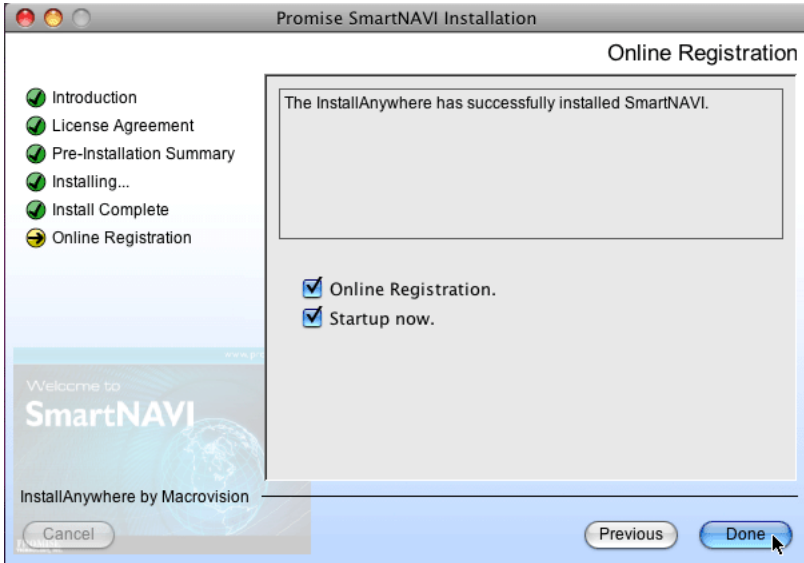 Promise SmartNAVI Installation
Online Registration
Introduction
License Agreement
Pre-Installation Summary
Installing...
Install Complete
Online Registration
The InstallAnywhere has successfully installed SmartNAVI.
Online Registration.
Startup now.
Welcome to
SmartNAVI
InstallAnywhere by Macrovision
Cancel
Previous
Done